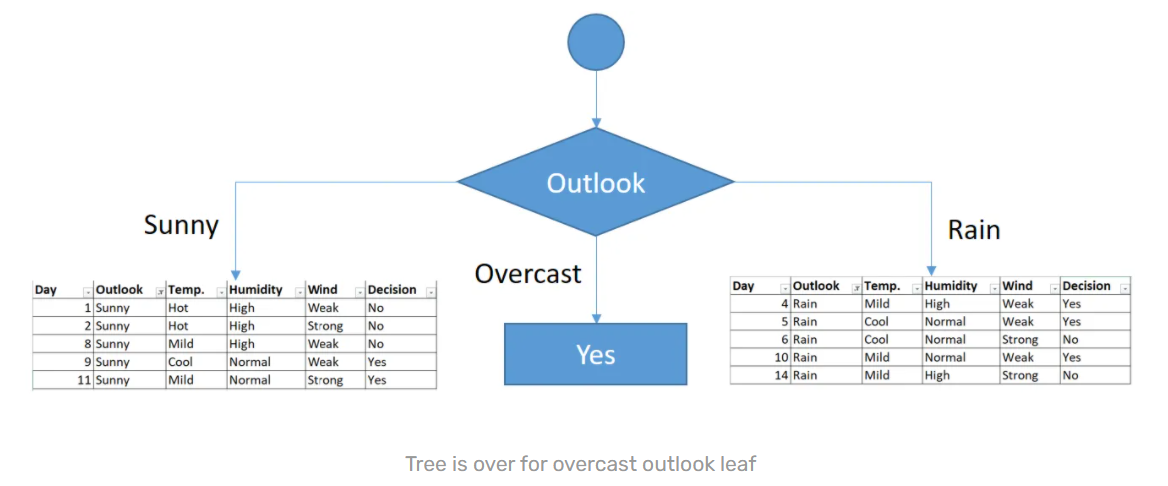 Outlook
Sunny
Rain
Overcast
Day Outlook Temp. Humidity Wind Decision
1 Sunny Hot High Weak No
2 Sunny Hot High Strong No
8 Sunny Mild High Weak No
9 Sunny Cool Normal Weak Yes
11 Sunny Mild Normal Strong Yes
Yes
Day Outlook Temp. Humidity Wind Decision
4 Rain Mild High Weak Yes
5 Rain Cool Normal Weak Yes
6 Rain Cool Normal Strong No
10 Rain Mild Normal Weak Yes
14 Rain Mild High Strong No
Tree is over for overcast outlook leaf